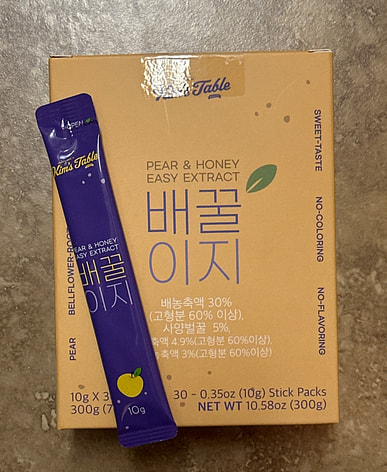 Kim's Table
PEAR & HONEY
EASY EXTRACT
배꿀
이지
배농축액 30%
(고형분 60% 이상),
사양벌꿀 5%,
축액 4.9%(고형분 60%이상),
농축액 3%(고형분 60%이상)
10g X 3
300g (7
30 - 0.35oz (10g) Stick Packs
NET WT 10.58oz (300g)
SWEET-TASTE
NO-COLORING
NO-FLAVORING
PEAR
OPEN
Kim's Table
PEAR & HONEY
EASY EXTRACT
배꿀
이지
10g